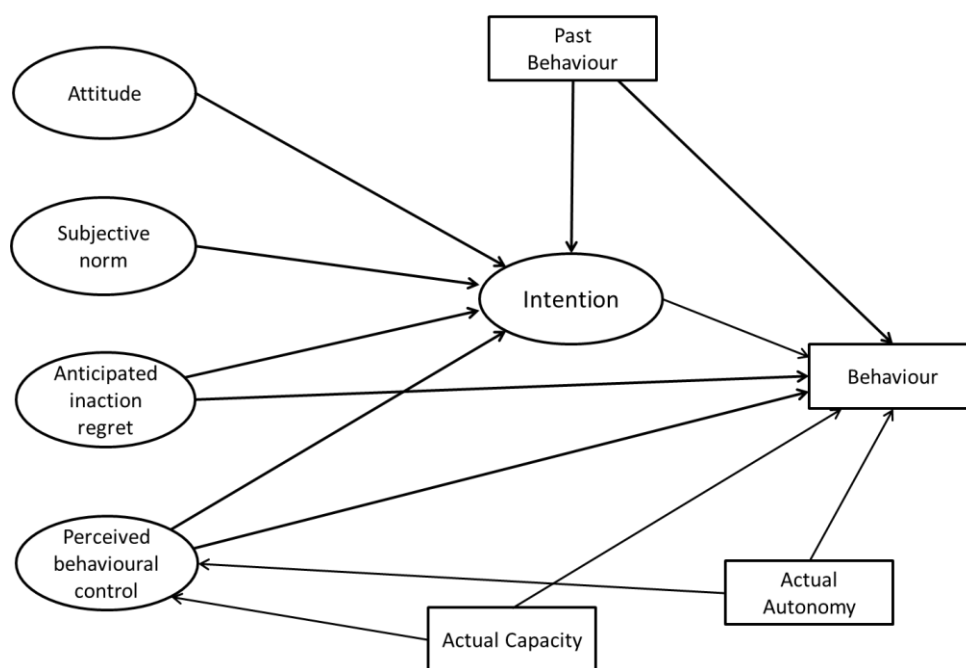 Past
Behaviour
Attitude
Subjective
norm
Intention
Anticipated
inaction
regret
Behaviour
Perceived
behavioural
control
Actual
Autonomy
Actual Capacity